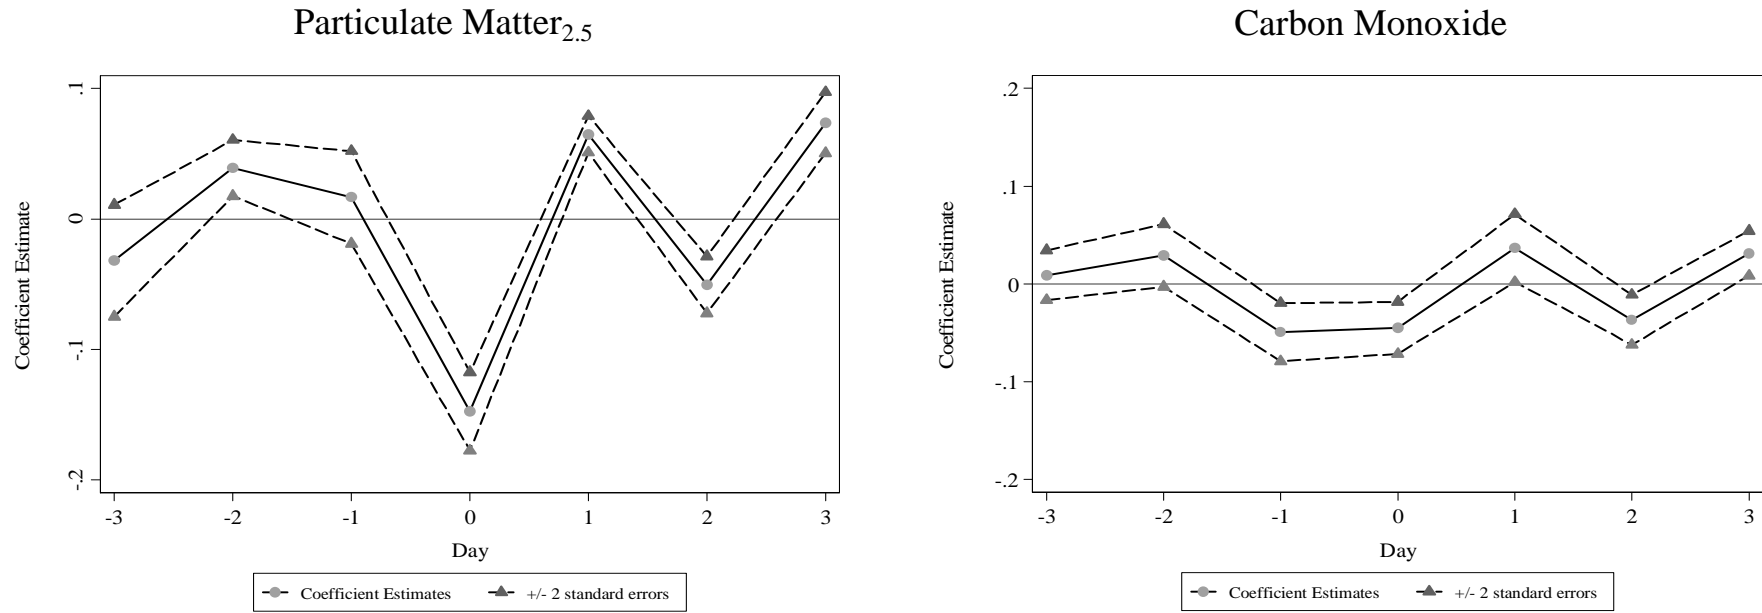 Particulate Matter2.5
.1
0
-.1
-.2
Coefficient Estimate
-3 -2 -1 0 1 2 3
Day
Coefficient Estimates +/- 2 standard errors
Carbon Monoxide
.2
.1
0
-.1
-.2
Coefficient Estimate
-3 -2 -1 0 1 2 3
Day
Coefficient Estimates +/- 2 standard errors